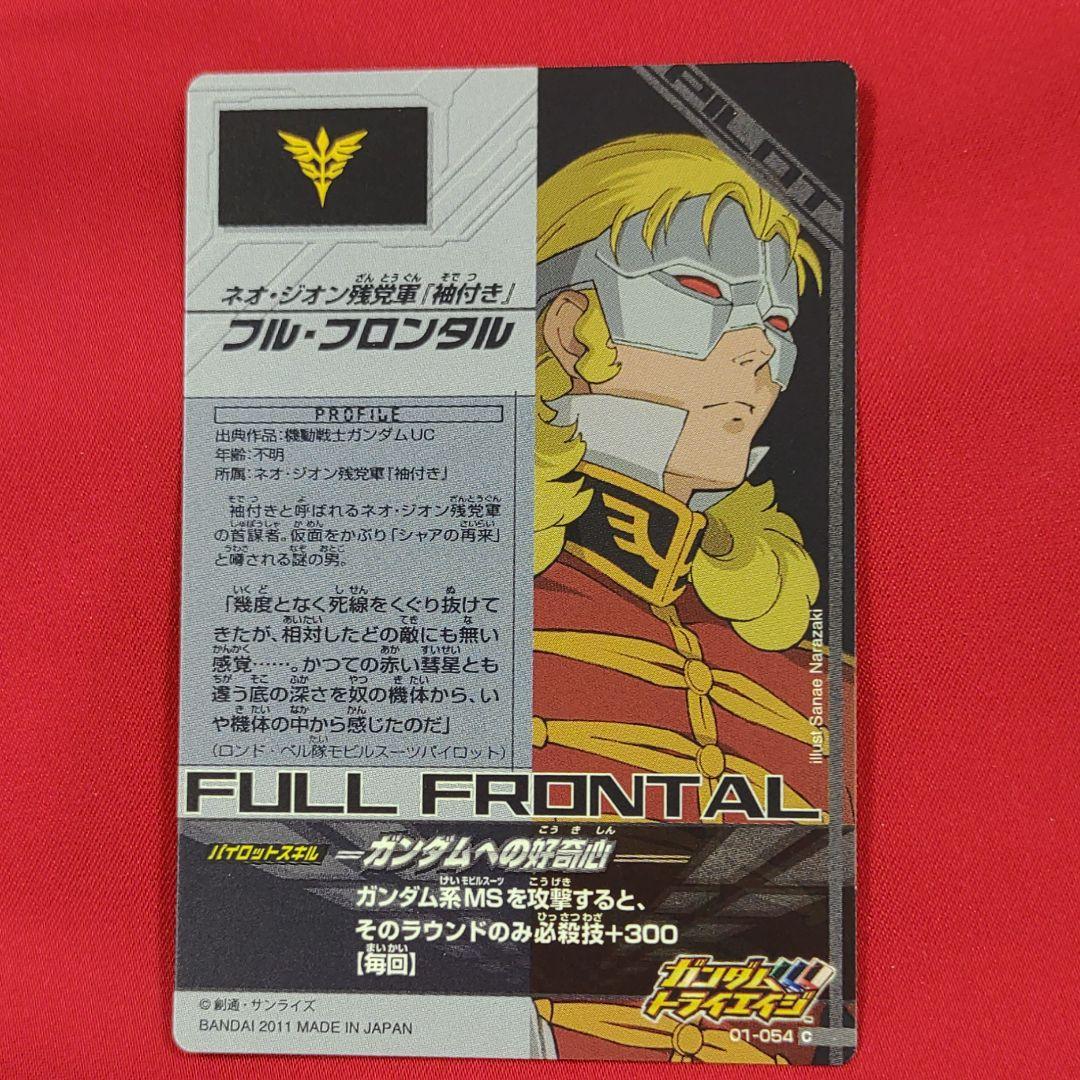 PILOT
ネオ・ジオン残党軍『袖付き』
フル・フロンタル
PROFILE
出典作品：機動戦士ガンダムUC
年齢：不明
所属：ネオ・ジオン残党軍『袖付き』
袖付きと呼ばれるネオ・ジオン残党軍
の首謀者。仮面をかぶり「シャアの再来」
と噂される謎の男。
「幾度となく死線をくぐり抜けて
きたが、相対したどの敵にも無い
感覚……。かつての赤い彗星とも
違う底の深さを奴の機体から、い
や機体の中から感じたのだ」
（ロンド・ベル隊モビルスーツパイロット）
illust Sanae Narazaki
FULL FRONTAL
パイロットスキル
ガンダムへの好奇心
ガンダム系MSを攻撃すると、
そのラウンドのみ必殺技+300
【毎回】
ガンダム
トライエイジ
©創通・サンライズ
BANDAI 2011 MADE IN JAPAN
01-054 C